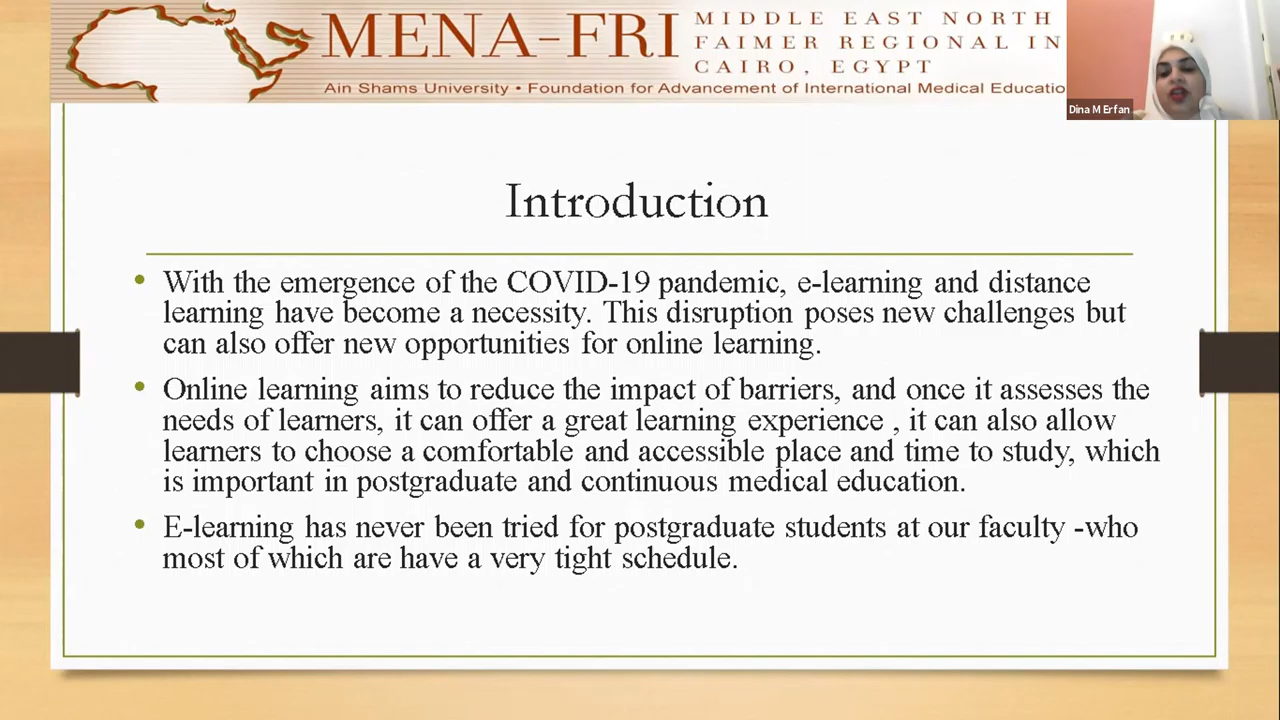 MENA-FRI
MIDDLE EAST NORTH
FAIMER REGIONAL IN
CAIRO, EGYPT
Ain Shams University • Foundation for Advancement of International Medical Educatio
Dina M Erfan
Introduction
• With the emergence of the COVID-19 pandemic, e-learning and distance
learning have become a necessity. This disruption poses new challenges but
can also offer new opportunities for online learning.
• Online learning aims to reduce the impact of barriers, and once it assesses the
needs of learners, it can offer a great learning experience , it can also allow
learners to choose a comfortable and accessible place and time to study, which
is important in postgraduate and continuous medical education.
• E-learning has never been tried for postgraduate students at our faculty -who
most of which are have a very tight schedule.